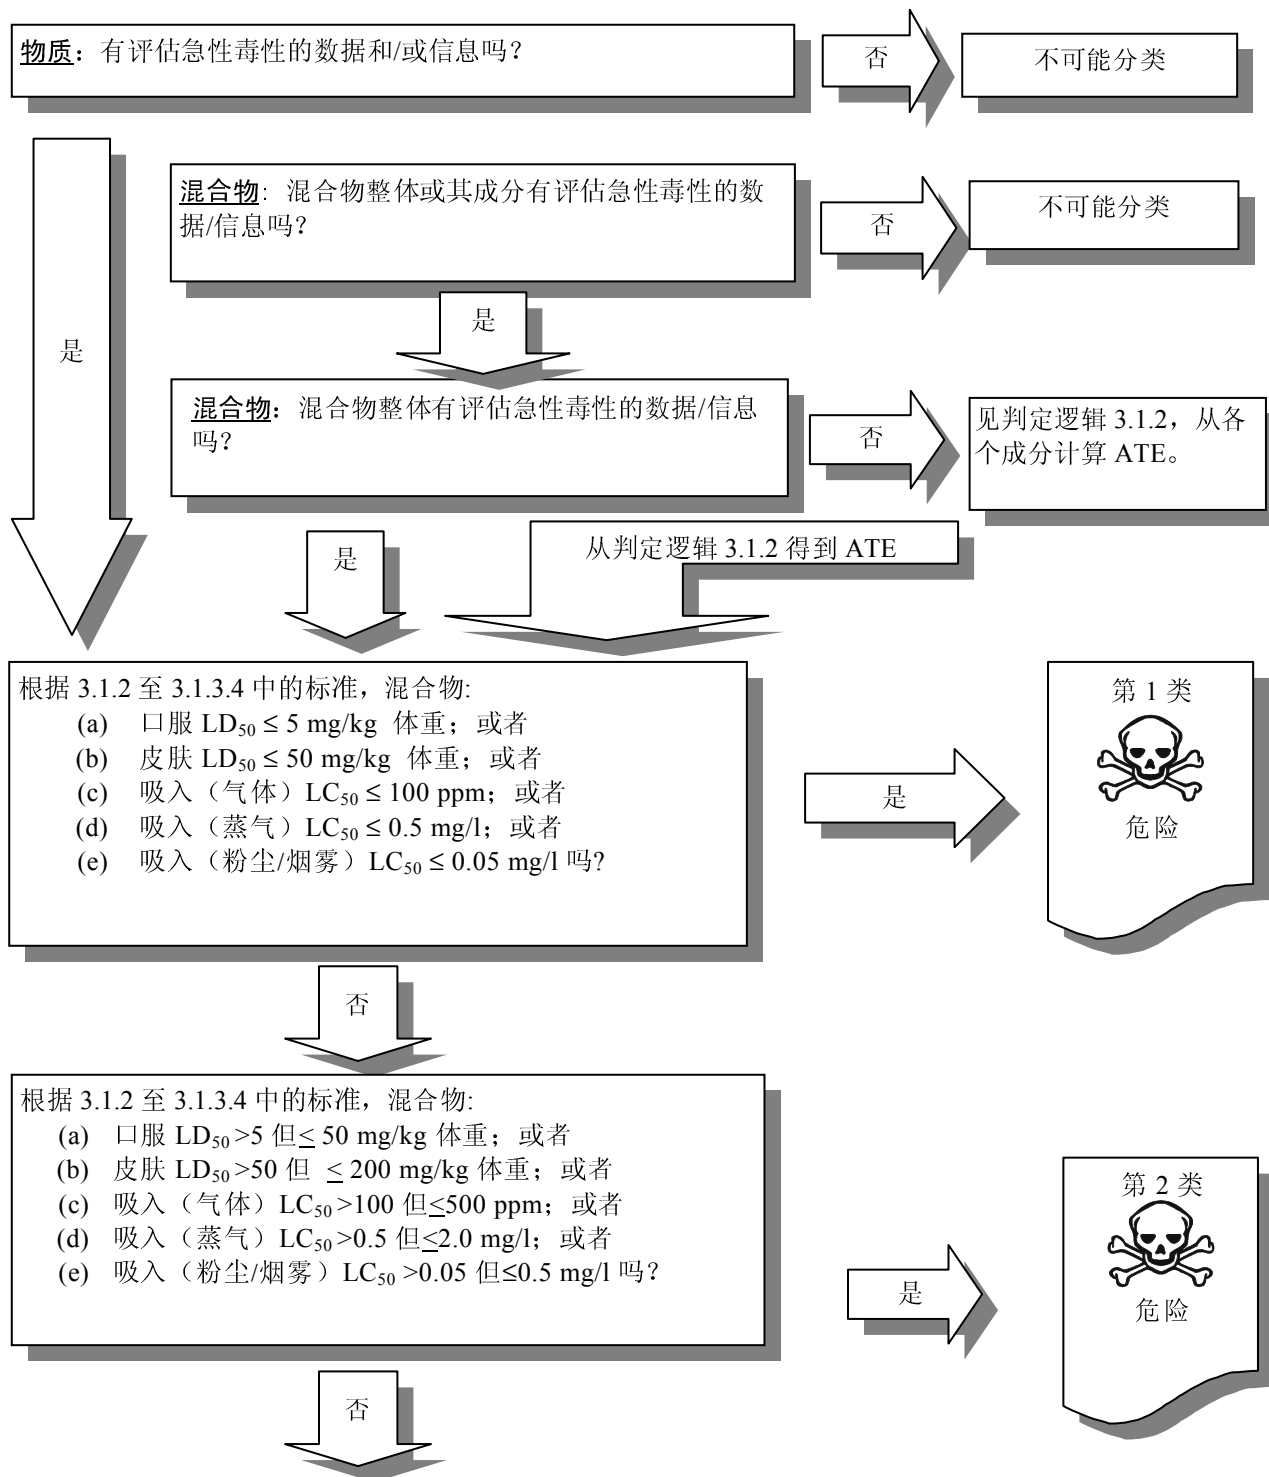 物质：有评估急性毒性的数据和/或信息吗？
否
不可能分类
混合物: 混合物整体或其成分有评估急性毒性的数
据/信息吗？
否
不可能分类
是
是
混合物：混合物整体有评估急性毒性的数据/信息
吗？
否
见判定逻辑 3.1.2，从各
个成分计算 ATE。
是
从判定逻辑 3.1.2 得到 ATE
根据 3.1.2 至 3.1.3.4 中的标准，混合物:
(a) 口服 LD50 ≤ 5 mg/kg 体重；或者
(b) 皮肤 LD50 ≤ 50 mg/kg 体重；或者
(c) 吸入（气体）LC50 ≤ 100 ppm；或者
(d) 吸入（蒸气）LC50 ≤ 0.5 mg/l；或者
(e) 吸入（粉尘/烟雾）LC50 ≤ 0.05 mg/l 吗?
是
第 1 类
危险
否
根据 3.1.2 至 3.1.3.4 中的标准，混合物:
(a) 口服 LD50 >5 但≤ 50 mg/kg 体重；或者
(b) 皮肤 LD50 >50 但 ≤ 200 mg/kg 体重；或者
(c) 吸入（气体）LC50 >100 但≤500 ppm；或者
(d) 吸入（蒸气）LC50 >0.5 但≤2.0 mg/l；或者
(e) 吸入（粉尘/烟雾）LC50 >0.05 但≤0.5 mg/l 吗？
是
第 2 类
危险
否